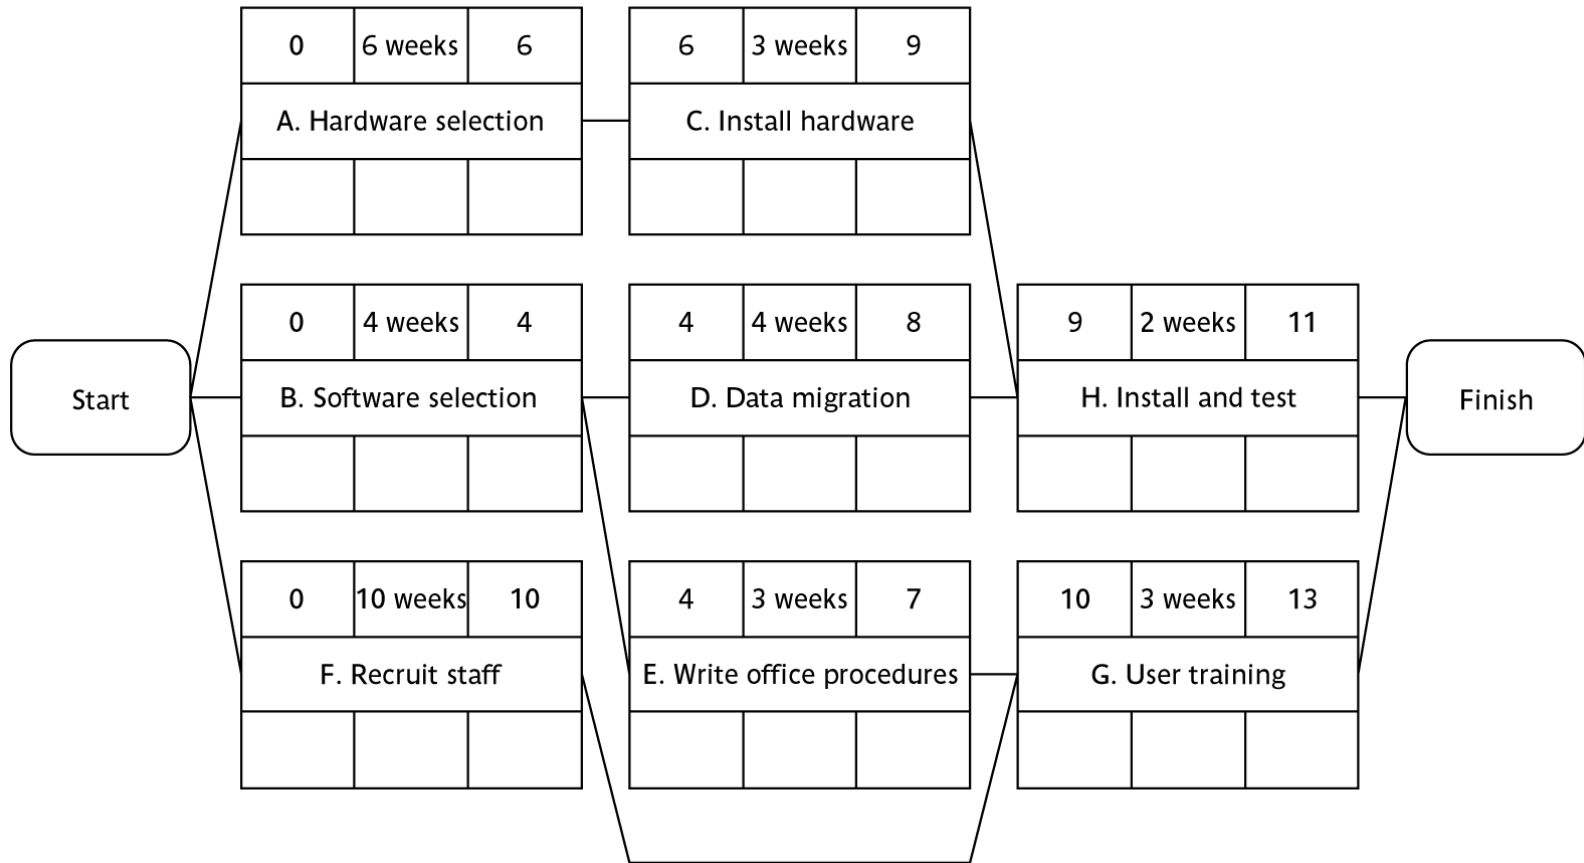 0 6 weeks 6
A. Hardware selection
6 3 weeks 9
C. Install hardware
Start
0 4 weeks 4
B. Software selection
4 4 weeks 8
D. Data migration
9 2 weeks 11
H. Install and test
Finish
0 10 weeks 10
F. Recruit staff
4 3 weeks 7
E. Write office procedures
10 3 weeks 13
G. User training